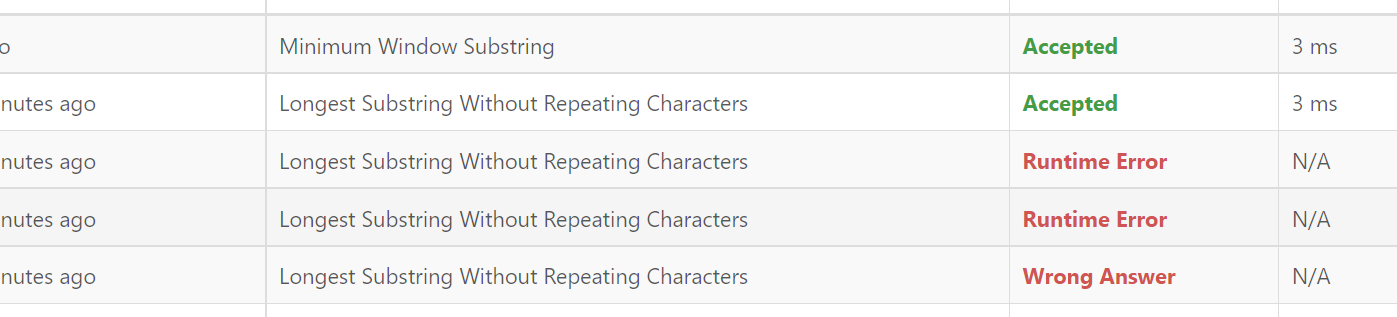 o Minimum Window Substring Accepted 3 ms
nutes ago Longest Substring Without Repeating Characters Accepted 3 ms
nutes ago Longest Substring Without Repeating Characters Runtime Error N/A
nutes ago Longest Substring Without Repeating Characters Runtime Error N/A
nutes ago Longest Substring Without Repeating Characters Wrong Answer N/A